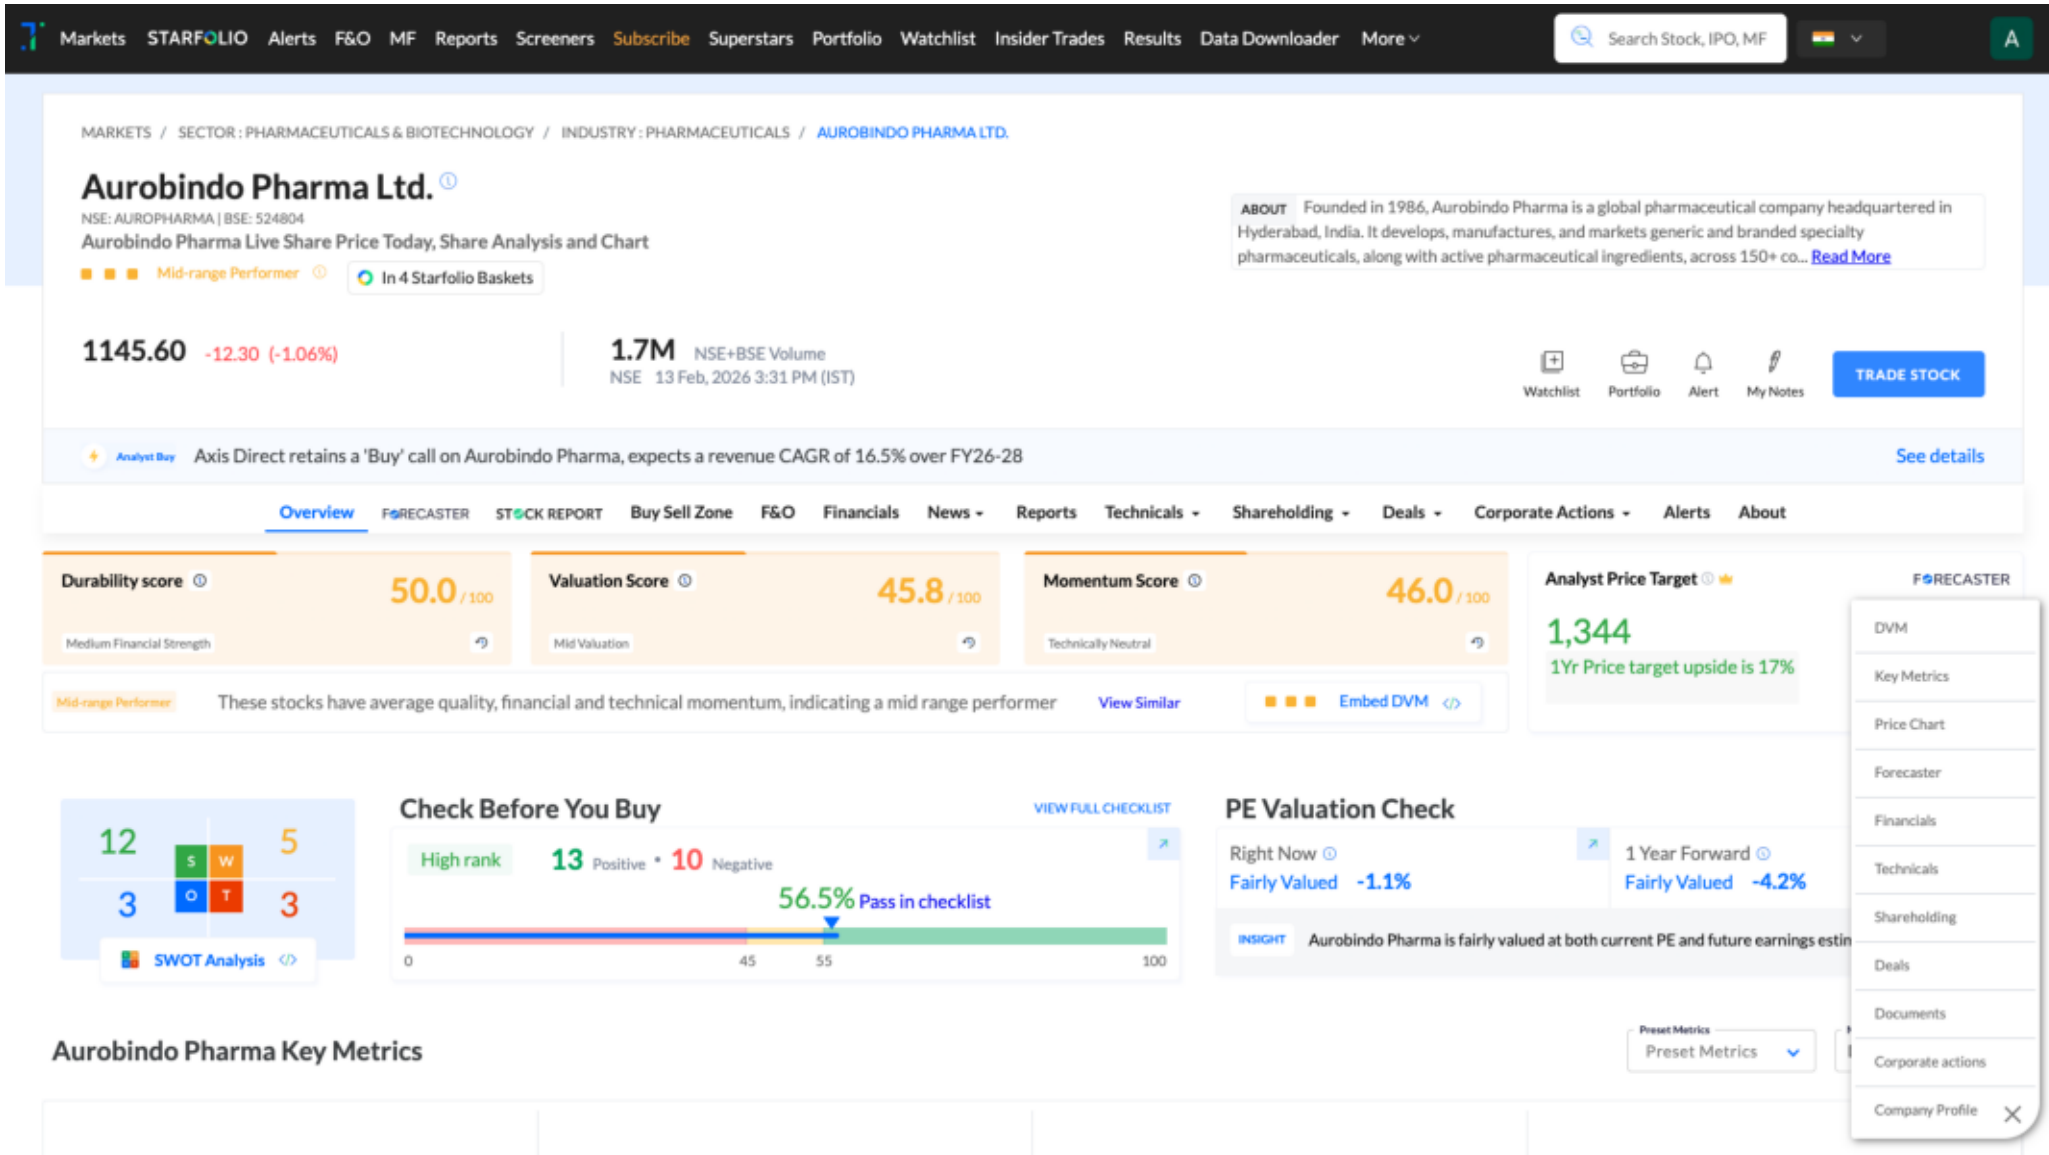 Markets STARFOLIO Alerts F&O MF Reports Screeners Subscribe Superstars Portfolio Watchlist Insider Trades Results Data Downloader More Search Stock, IPO, MF A
MARKETS / SECTOR : PHARMACEUTICALS & BIOTECHNOLOGY / INDUSTRY : PHARMACEUTICALS / AUROBINDO PHARMA LTD.
Aurobindo Pharma Ltd.
NSE: AUROPHARMA | BSE: 524804
Aurobindo Pharma Live Share Price Today, Share Analysis and Chart
Mid-range Performer In 4 Starfolio Baskets
ABOUT Founded in 1986, Aurobindo Pharma is a global pharmaceutical company headquartered in
Hyderabad, India. It develops, manufactures, and markets generic and branded specialty
pharmaceuticals, along with active pharmaceutical ingredients, across 150+ co... Read More
1145.60 -12.30 (-1.06%)
1.7M NSE+BSE Volume
NSE 13 Feb, 2026 3:31 PM (IST)
Watchlist Portfolio Alert My Notes TRADE STOCK
Analyst Buy Axis Direct retains a 'Buy' call on Aurobindo Pharma, expects a revenue CAGR of 16.5% over FY26-28 See details
Overview FORECASTER STOCK REPORT Buy Sell Zone F&O Financials News Reports Technicals Shareholding Deals Corporate Actions Alerts About
Durability score 50.0 / 100
Medium Financial Strength
Valuation Score 45.8 / 100
Mid Valuation
Momentum Score 46.0 / 100
Technically Neutral
Analyst Price Target FORECASTER
1,344
1Yr Price target upside is 17%
Mid-range Performer These stocks have average quality, financial and technical momentum, indicating a mid range performer View Similar Embed DVM
12 5
S W
O T
3 3
SWOT Analysis
Check Before You Buy VIEW FULL CHECKLIST
High rank 13 Positive • 10 Negative
56.5% Pass in checklist
0 45 55 100
PE Valuation Check
Right Now
Fairly Valued -1.1%
1 Year Forward
Fairly Valued -4.2%
INSIGHT Aurobindo Pharma is fairly valued at both current PE and future earnings estin
DVM
Key Metrics
Price Chart
Forecaster
Financials
Technicals
Shareholding
Deals
Documents
Corporate actions
Company Profile
Aurobindo Pharma Key Metrics
Preset Metrics
Preset Metrics